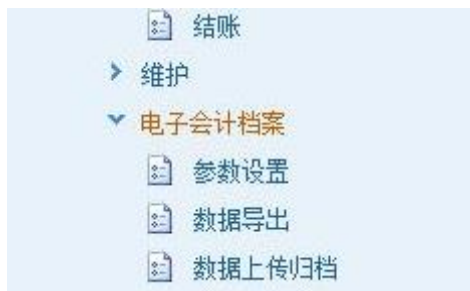 结账
维护
电子会计档案
参数设置
数据导出
数据上传归档